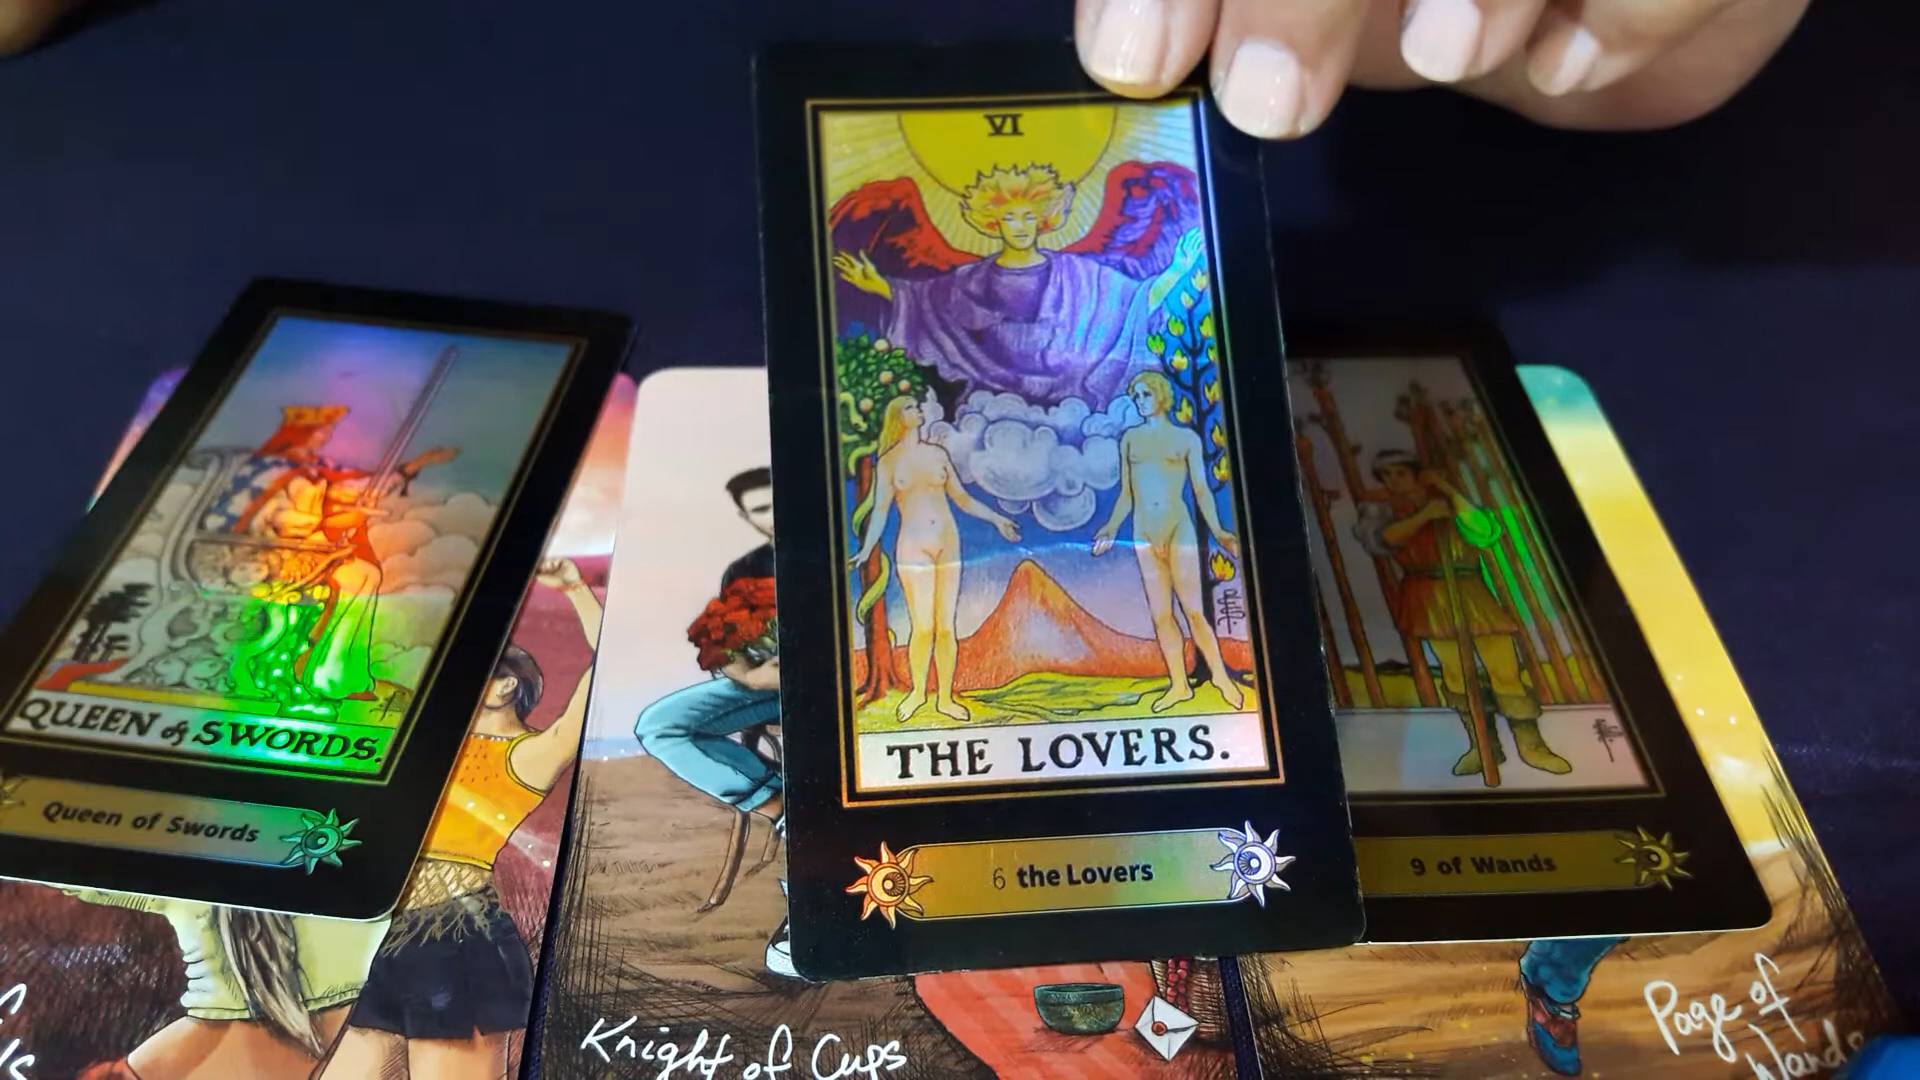 VI
THE LOVERS.
6 the Lovers
QUEEN of SWORDS.
Queen of Swords
9 of Wands
Knight of Cups
Page of
Wands